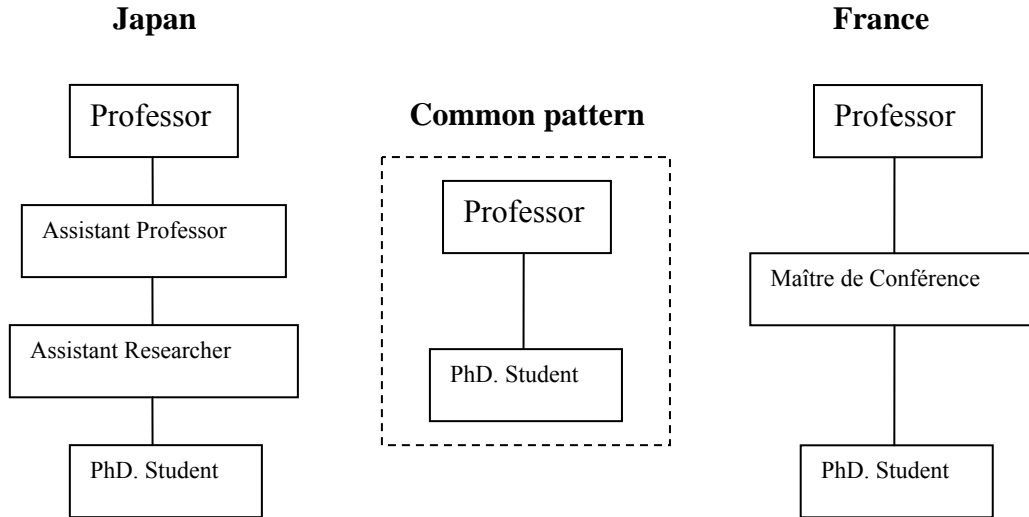 Japan
Professor
Assistant Professor
Assistant Researcher
PhD. Student
Common pattern
Professor
PhD. Student
France
Professor
Maître de Conférence
PhD. Student